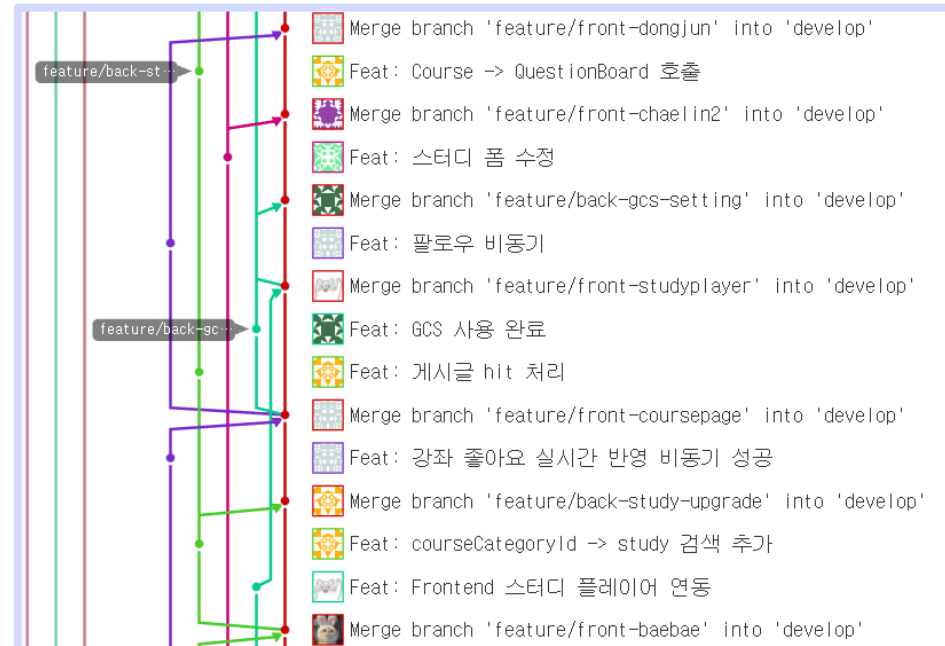 Merge branch 'feature/front-dongjun' into 'develop'
feature/back-st…
Feat: Course -> QuestionBoard 호출
Merge branch 'feature/front-chaelin2' into 'develop'
Feat: 스터디 폼 수정
Merge branch 'feature/back-gcs-setting' into 'develop'
Feat: 팔로우 비동기
Merge branch 'feature/front-studyplayer' into 'develop'
feature/back-gc…
Feat: GCS 사용 완료
Feat: 게시글 hit 처리
Merge branch 'feature/front-coursepage' into 'develop'
Feat: 강좌 좋아요 실시간 반영 비동기 성공
Merge branch 'feature/back-study-upgrade' into 'develop'
Feat: courseCategoryId -> study 검색 추가
Feat: Frontend 스터디 플레이어 연동
Merge branch 'feature/front-baebae' into 'develop'